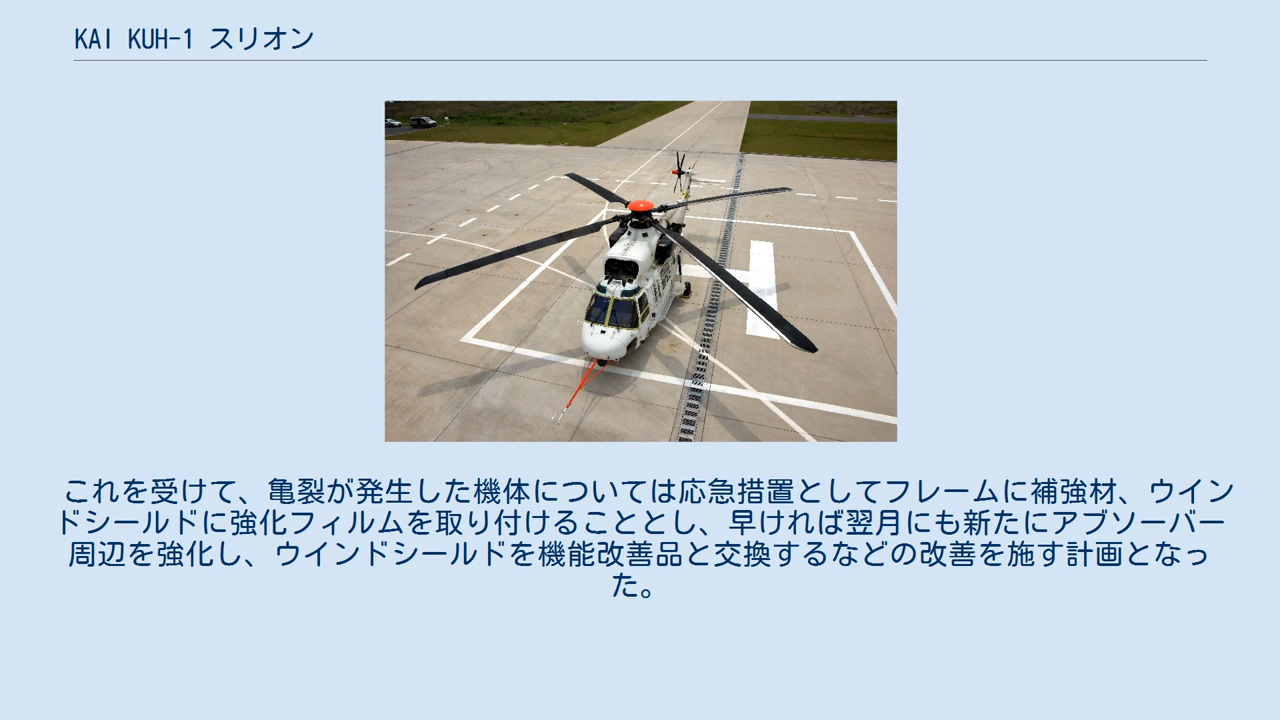 KAI KUH-1 スリオン
これを受けて、亀裂が発生した機体については応急措置としてフレームに補強材、ウイン
ドシールドに強化フィルムを取り付けることとし、早ければ翌月にも新たにアブソーバー
周辺を強化し、ウインドシールドを機能改善品と交換するなどの改善を施す計画となっ
た。